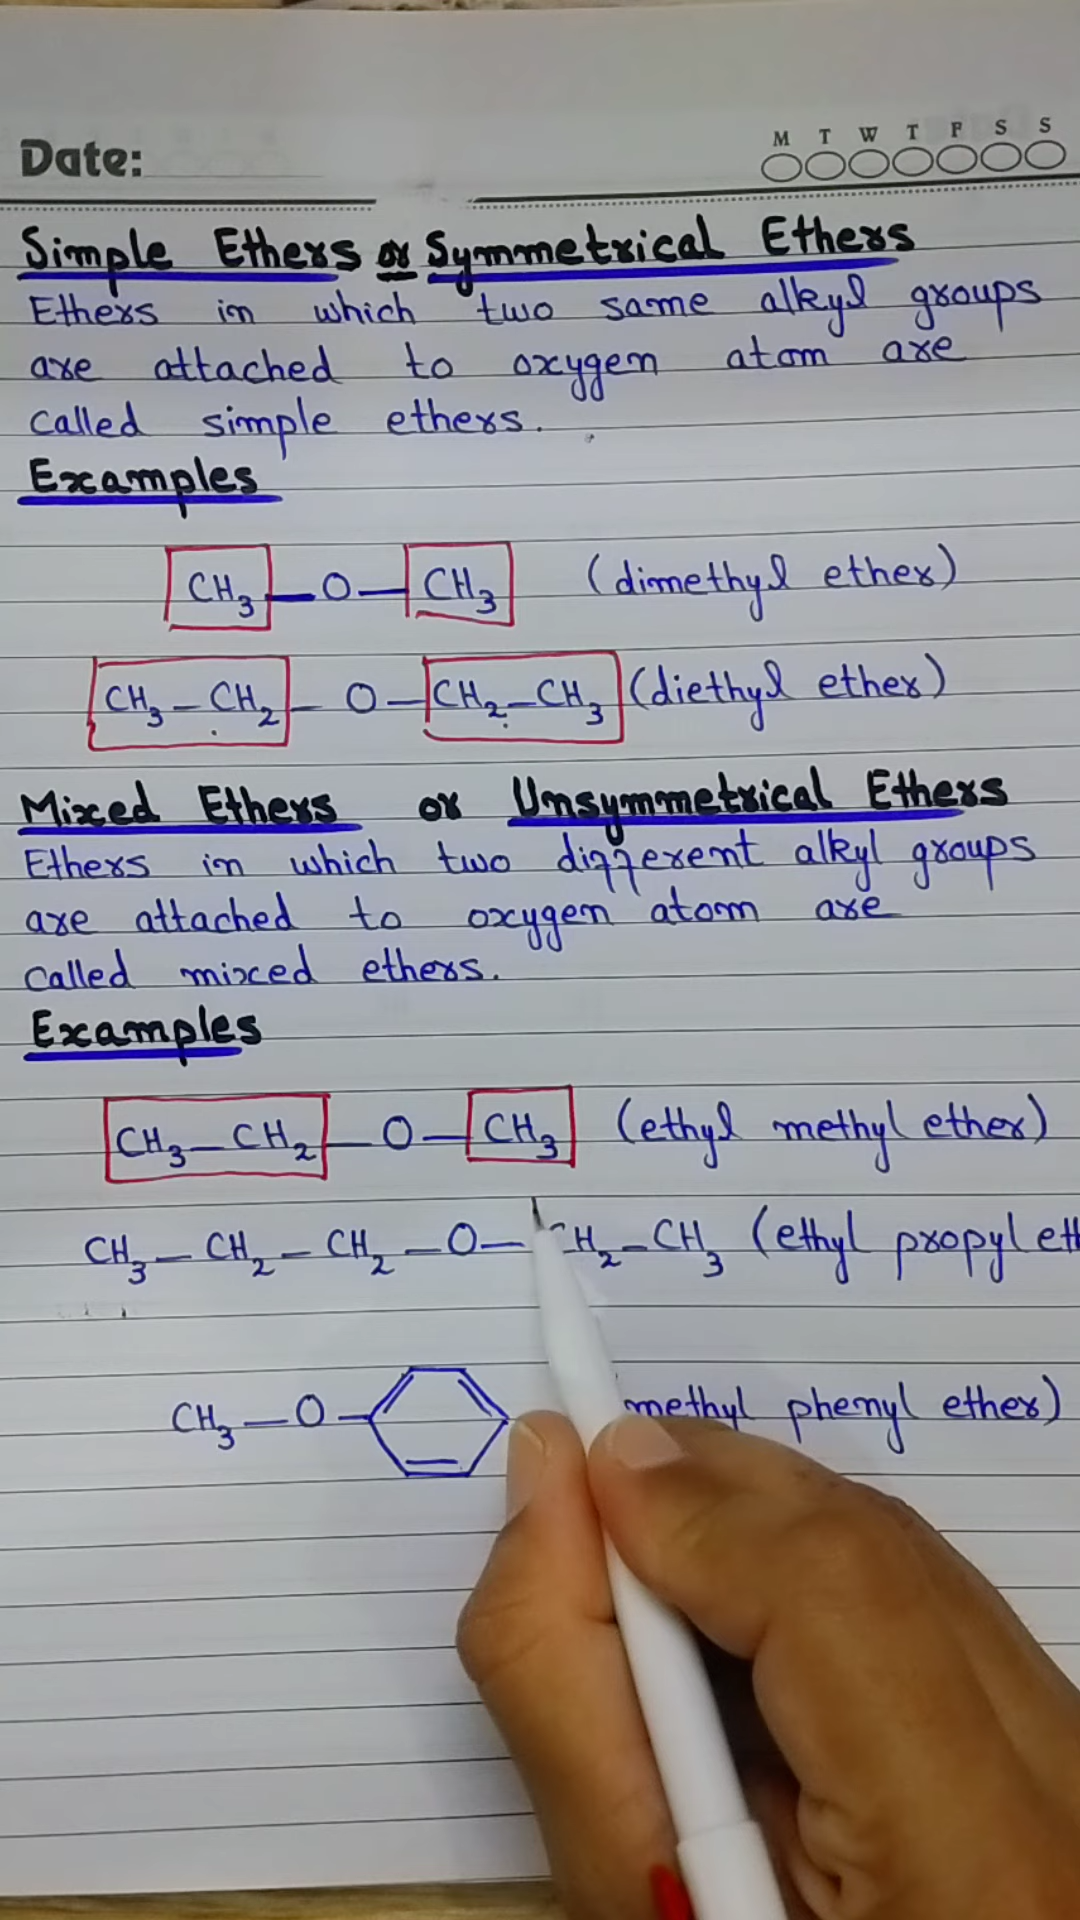 M T W T F S S
Date:
Simple Ethers or Symmetrical Ethers
Ethers in which two same alkyl groups
are attached to oxygen atom are
called simple ethers.
Examples
CH3 — O — CH3 (dimethyl ether)
CH3 — CH2 — O — CH2 — CH3 (diethyl ether)
Mixed Ethers or Unsymmetrical Ethers
Ethers in which two different alkyl groups
are attached to oxygen atom are
called mixed ethers.
Examples
CH3 — CH2 — O — CH3 (ethyl methyl ether)
CH3 — CH2 — CH2 — O — CH2 — CH3 (ethyl propyl eth
CH3 — O — methyl phenyl ether)